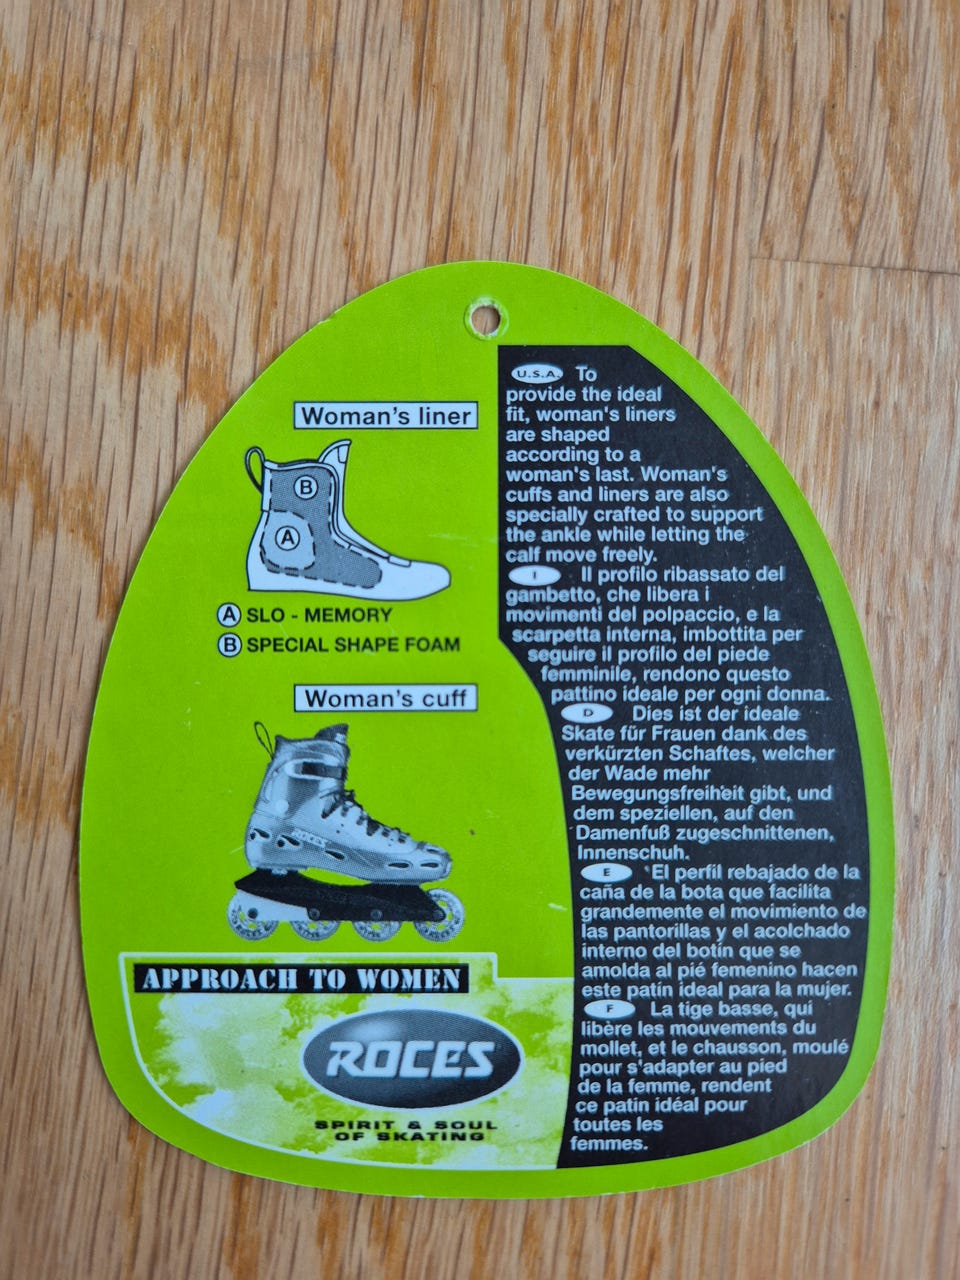 Woman's liner
B
A
A SLO - MEMORY
B SPECIAL SHAPE FOAM
Woman's cuff
ROCES
ROCES
APPROACH TO WOMEN
ROCES
SPIRIT & SOUL
OF SKATING
U.S.A. To
provide the ideal
fit, woman's liners
are shaped
according to a
woman's last. Woman's
cuffs and liners are also
specially crafted to support
the ankle while letting the
calf move freely.
I Il profilo ribassato del
gambetto, che libera i
movimenti del polpaccio, e la
scarpetta interna, imbottita per
seguire il profilo del piede
femminile, rendono questo
pattino ideale per ogni donna.
D Dies ist der ideale
Skate für Frauen dank des
verkürzten Schaftes, welcher
der Wade mehr
Bewegungsfreiheit gibt, und
dem speziellen, auf den
Damenfuß zugeschnittenen,
Innenschuh.
E El perfil rebajado de la
caña de la bota que facilita
grandemente el movimiento de
las pantorillas y el acolchado
interno del botín que se
amolda al pié femenino hacen
este patín ideal para la mujer.
F La tige basse, qui
libère les mouvements du
mollet, et le chausson, moulé
pour s'adapter au pied
de la femme, rendent
ce patin idéal pour
toutes les
femmes.